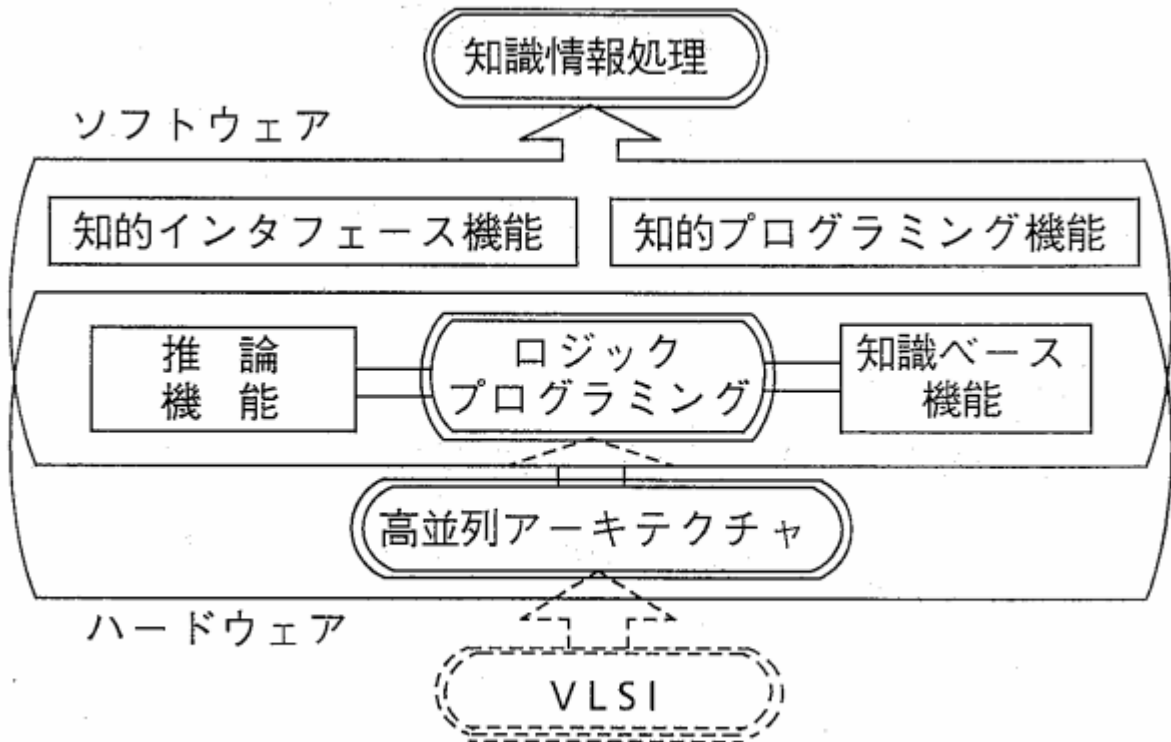 知識情報処理
ソフトウェア
知的インタフェース機能
知的プログラミング機能
推論
機能
ロジック
プログラミング
知識ベース
機能
高並列アーキテクチャ
ハードウェア
VLSI